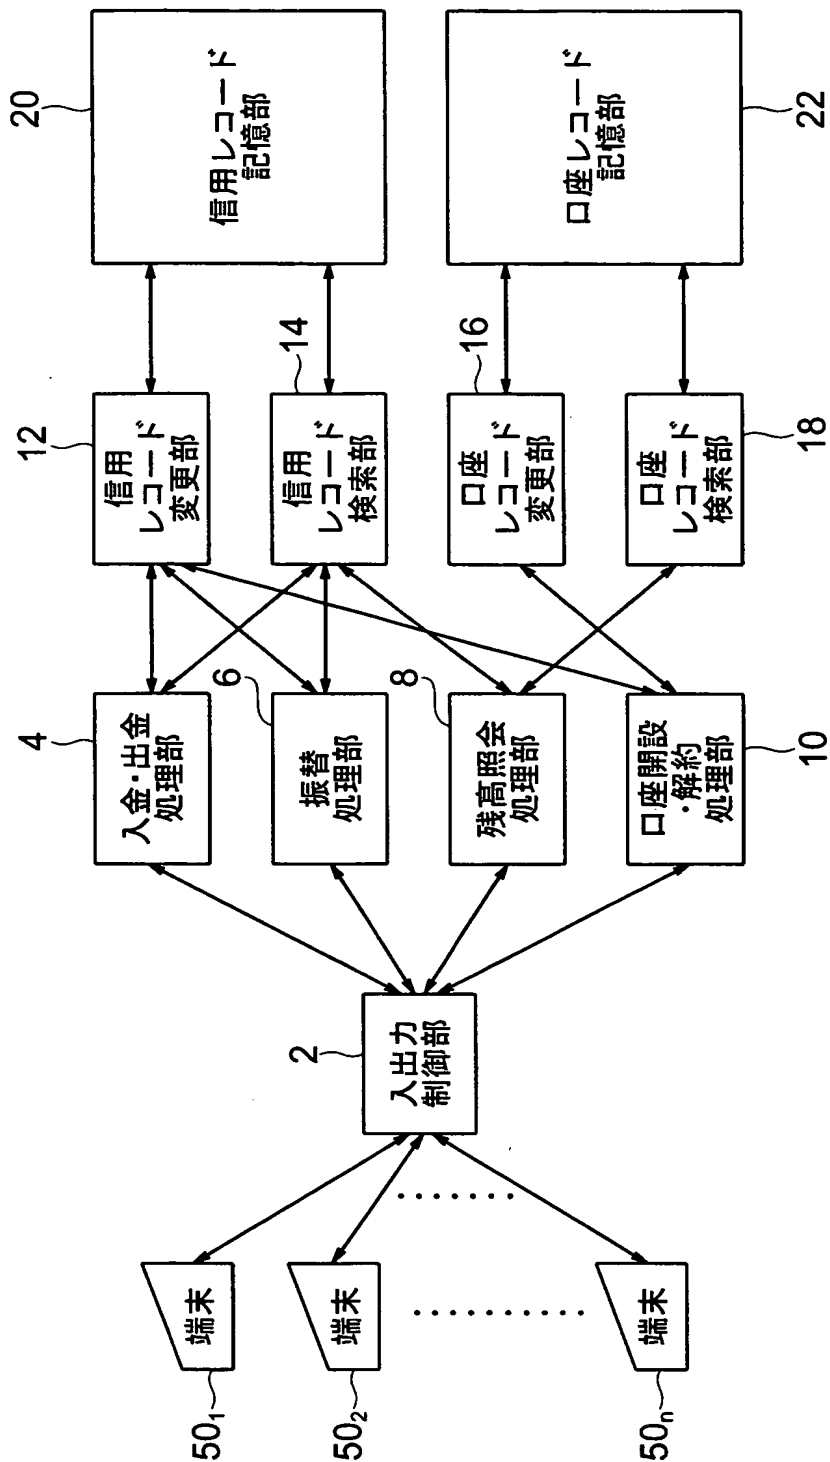 50₁
端末
50₂
端末
50ₙ
端末
2
入出力
制御部
4
入金・出金
処理部
6
振替
処理部
8
残高照会
処理部
10
口座開設
・解約
処理部
12
信用
レコード
変更部
14
信用
レコード
検索部
16
口座
レコード
変更部
18
口座
レコード
検索部
20
信用レコード
記憶部
22
口座レコード
記憶部